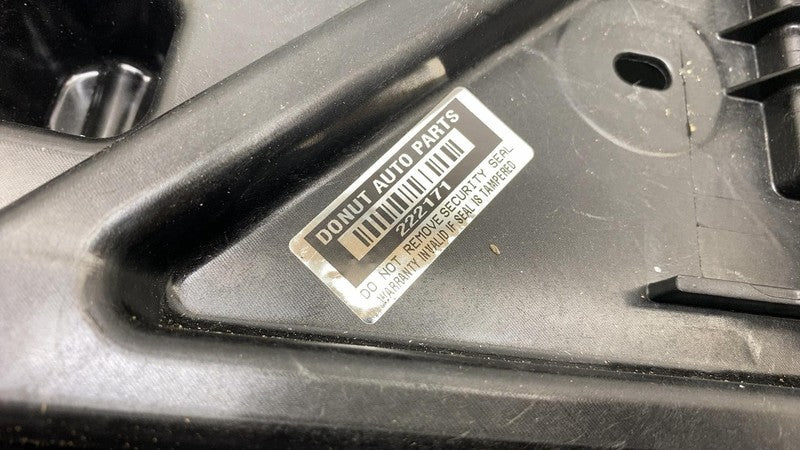 DONUT AUTO PARTS
222171
DO NOT REMOVE SECURITY SEAL
WARRANTY INVALID IF SEAL IS TAMPERED